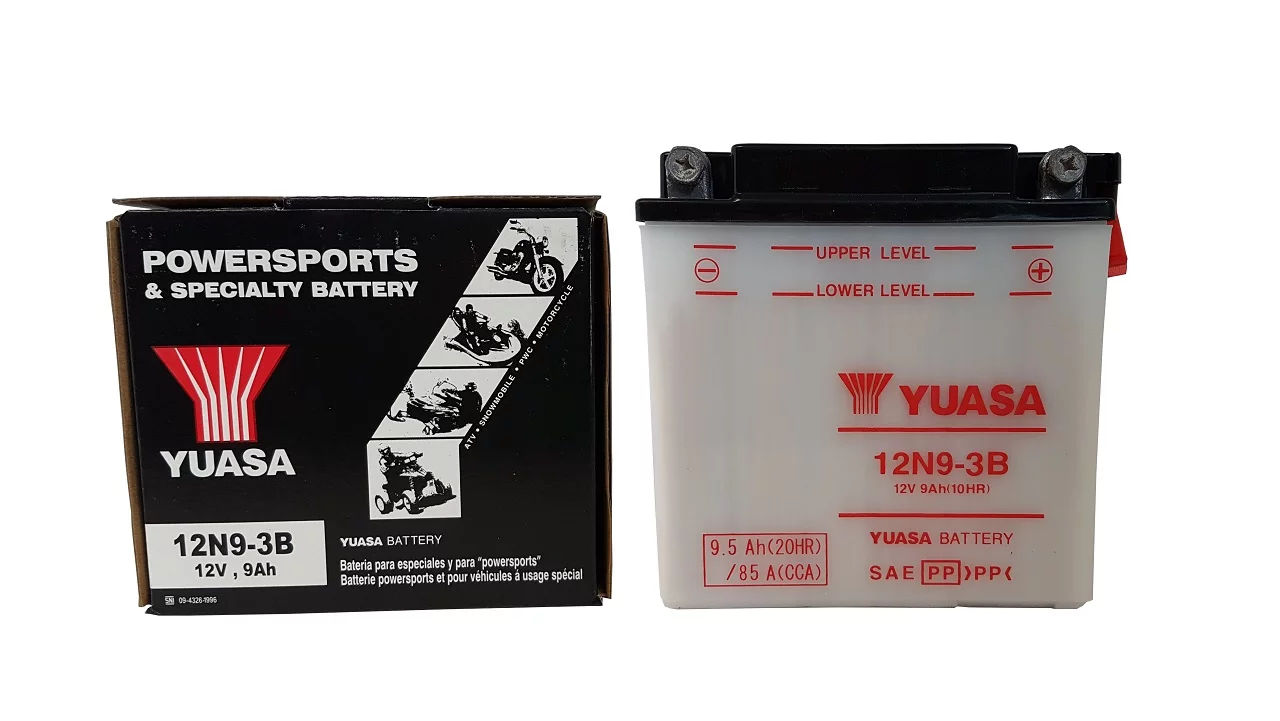 POWERSPORTS
& SPECIALTY BATTERY
ATV • SNOWMOBILE • PWC • MOTORCYCLE
YUASA
12N9-3B
12V , 9Ah
YUASA BATTERY
Bateria para especiales y para "powersports"
Batterie powersports et pour véhicules á usage spécial
SNI 09-4326-1996
UPPER LEVEL
- +
LOWER LEVEL
YUASA
12N9-3B
12V 9Ah(10HR)
YUASA BATTERY
9.5 Ah(20HR)
/85 A(CCA)
SAE PP >PP<